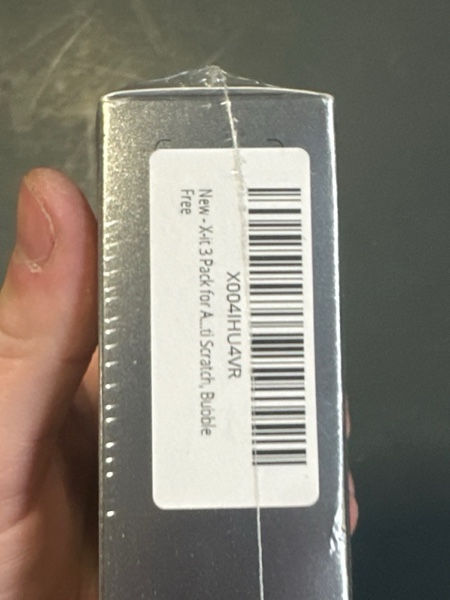 X004IHU4VR
New - X-it 3 Pack for A...ti Scratch, Bubble
Free